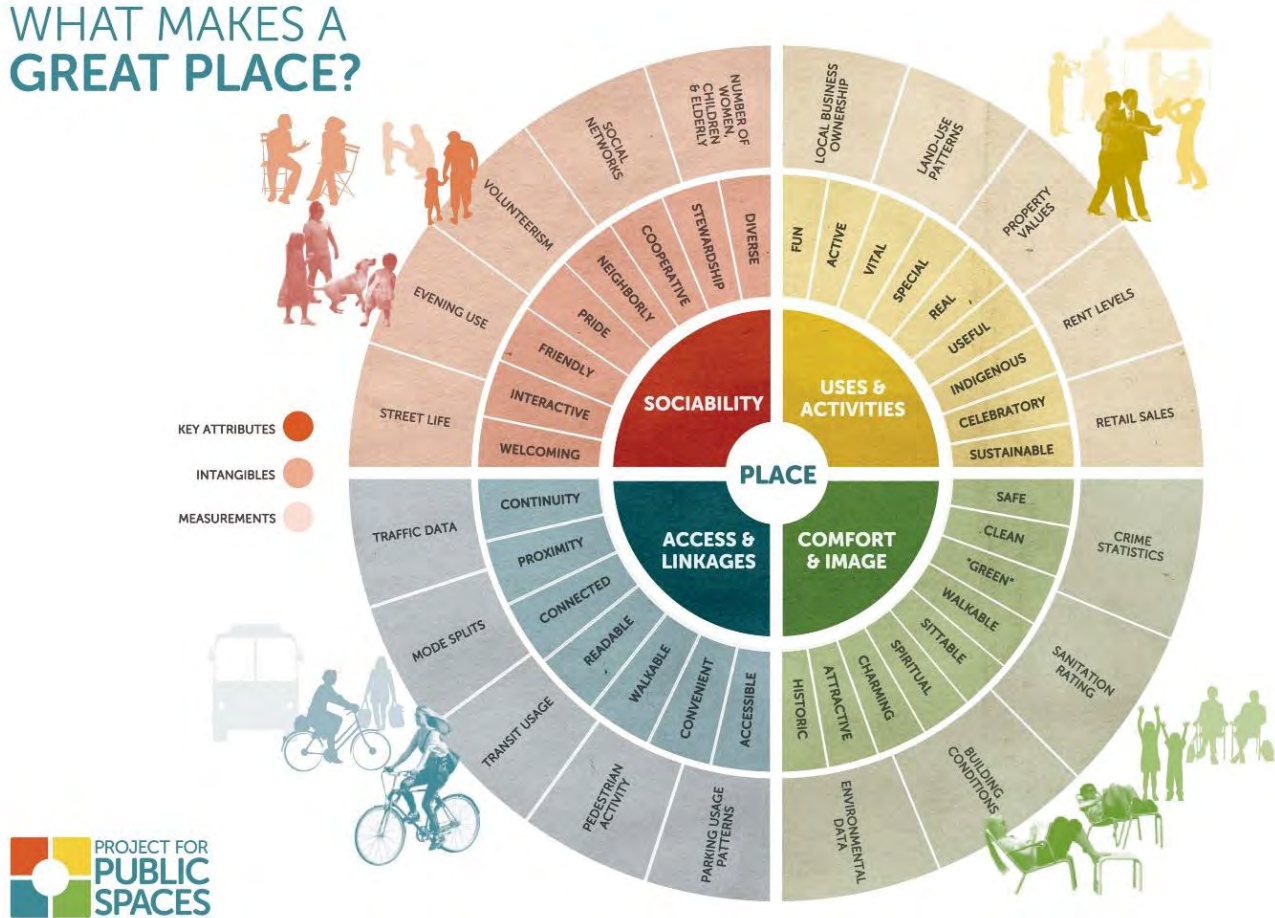 WHAT MAKES A
GREAT PLACE?
KEY ATTRIBUTES
INTANGIBLES
MEASUREMENTS
PLACE
SOCIABILITY
USES &
ACTIVITIES
ACCESS &
LINKAGES
COMFORT
& IMAGE
WELCOMING
INTERACTIVE
FRIENDLY
PRIDE
NEIGHBORLY
COOPERATIVE
STEWARDSHIP
DIVERSE
STREET LIFE
EVENING USE
VOLUNTEERISM
SOCIAL
NETWORKS
NUMBER OF
WOMEN,
CHILDREN
& ELDERLY
FUN
ACTIVE
VITAL
SPECIAL
REAL
USEFUL
INDIGENOUS
CELEBRATORY
SUSTAINABLE
LOCAL BUSINESS
OWNERSHIP
LAND-USE
PATTERNS
PROPERTY
VALUES
RENT LEVELS
RETAIL SALES
SAFE
CLEAN
"GREEN"
WALKABLE
SITTABLE
SPIRITUAL
CHARMING
ATTRACTIVE
HISTORIC
CRIME
STATISTICS
SANITATION
RATING
BUILDING
CONDITIONS
ENVIRONMENTAL
DATA
CONTINUITY
PROXIMITY
CONNECTED
READABLE
WALKABLE
CONVENIENT
ACCESSIBLE
TRAFFIC DATA
MODE SPLITS
TRANSIT USAGE
PEDESTRIAN
ACTIVITY
PARKING USAGE
PATTERNS
PROJECT FOR
PUBLIC
SPACES